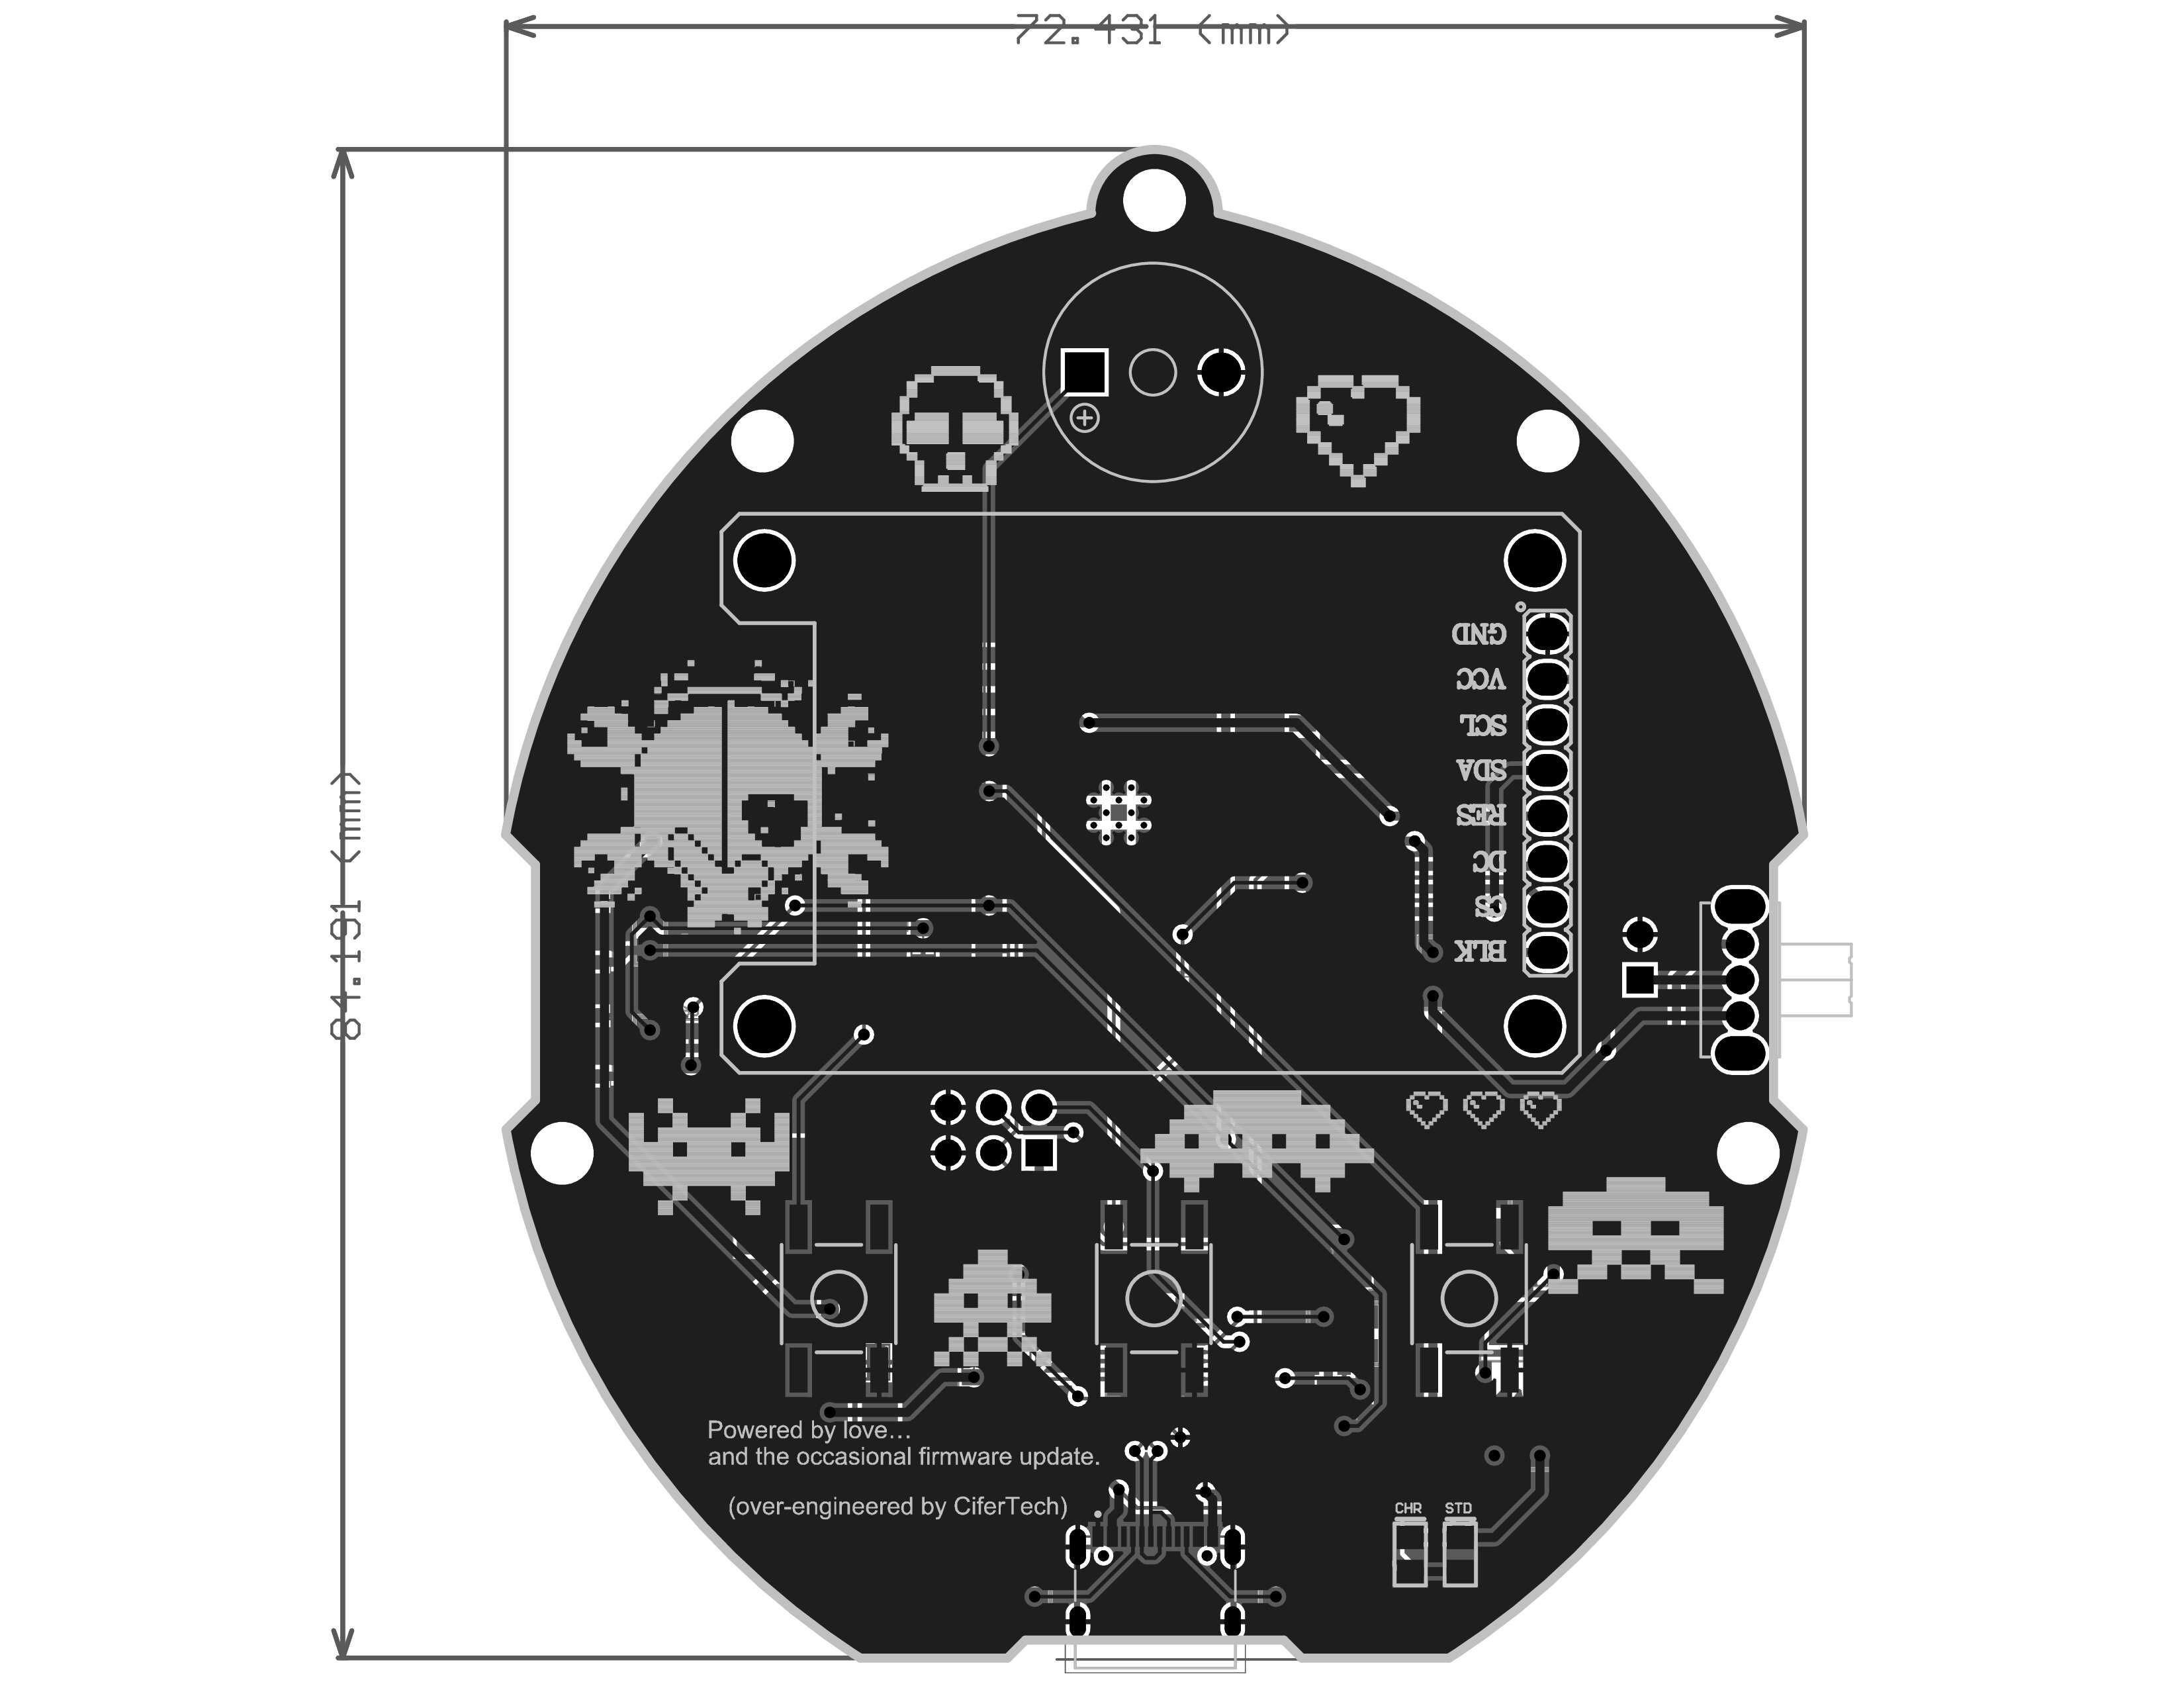 72.431 (mm)
84.191 (mm)
GND
VCC
SCL
SDA
RES
DC
CS
BLK
Powered by love...
and the occasional firmware update.
(over-engineered by CiferTech)
CHR STD